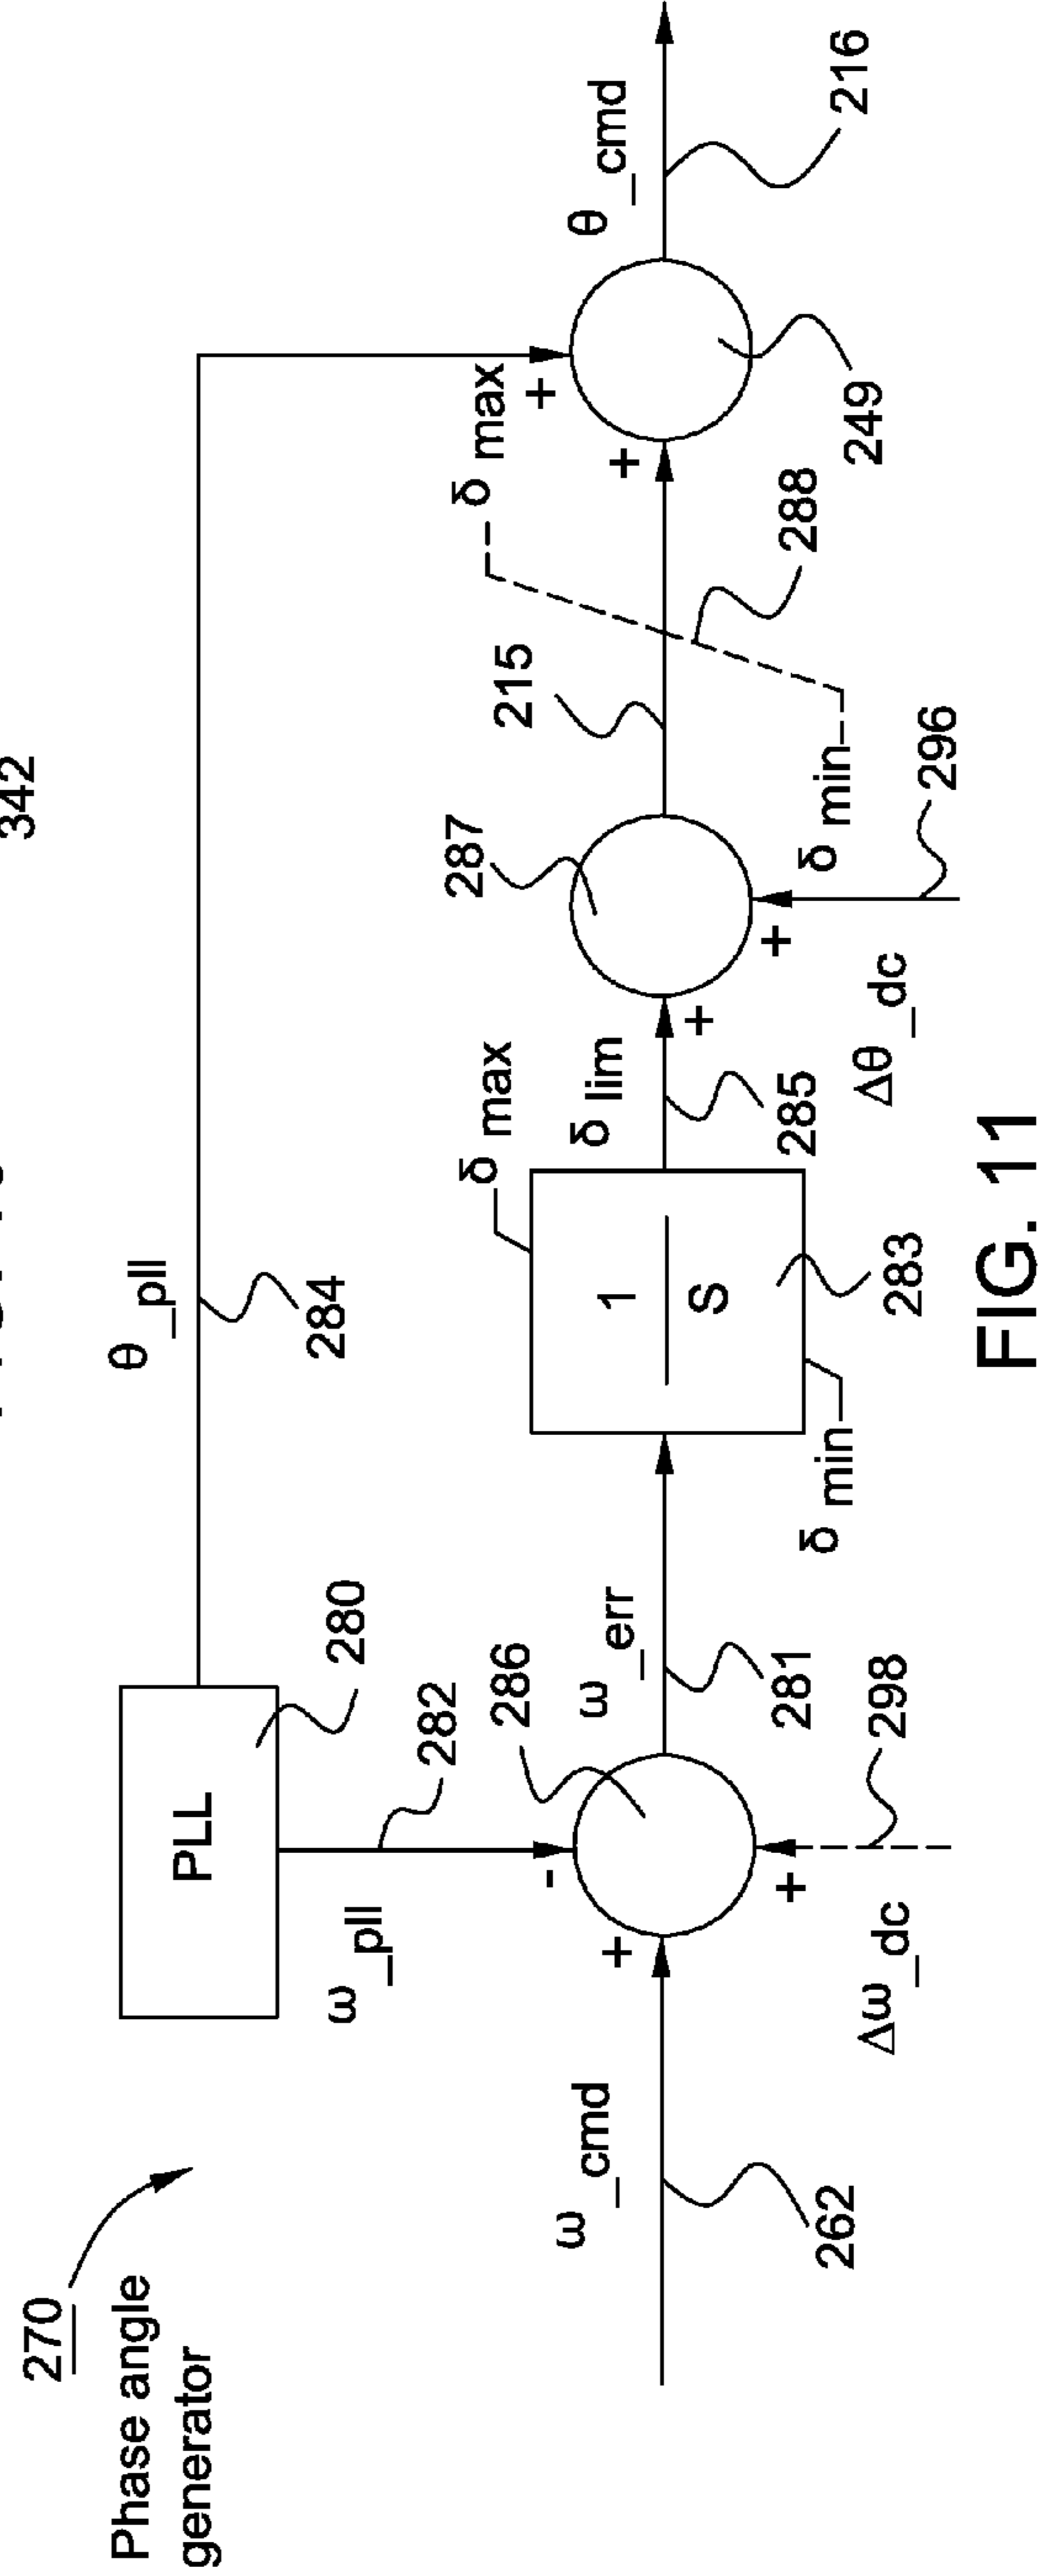 342
270
Phase angle
generator
PLL
280
θ_pll
284
ω_pll
282
ω_cmd
262
+
-
+
286
Δω_dc
298
ω_err
281
1
S
283
δ max
δ min
δ lim
285
+
+
287
Δθ_dc
296
215
δ max
δ min
288
+
+
249
θ_cmd
216
FIG. 11